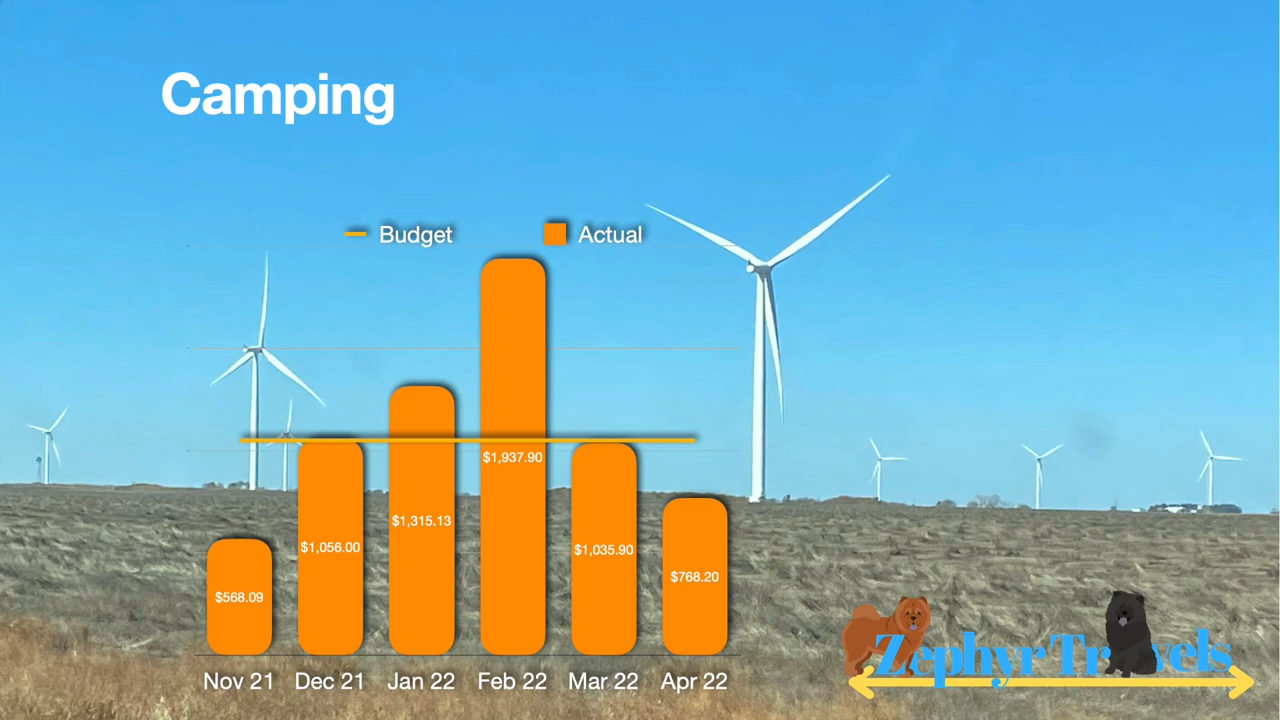 Camping
Budget Actual
$1,937.90
$1,315.13
$1,056.00
$1,035.90
$768.20
$568.09
Nov 21 Dec 21 Jan 22 Feb 22 Mar 22 Apr 22
Zephyr Travels